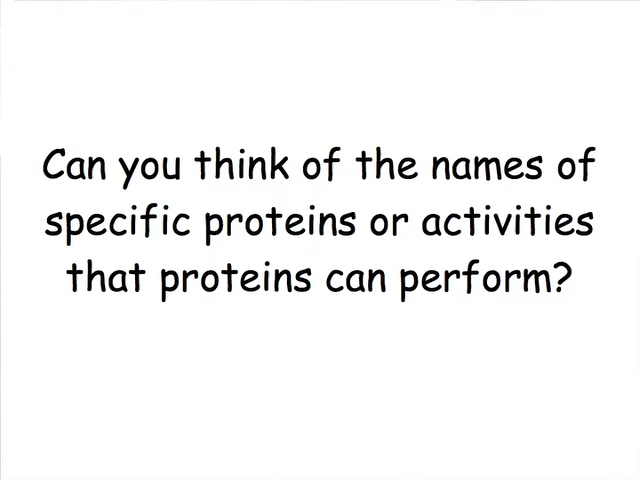 Can you think of the names of
specific proteins or activities
that proteins can perform?